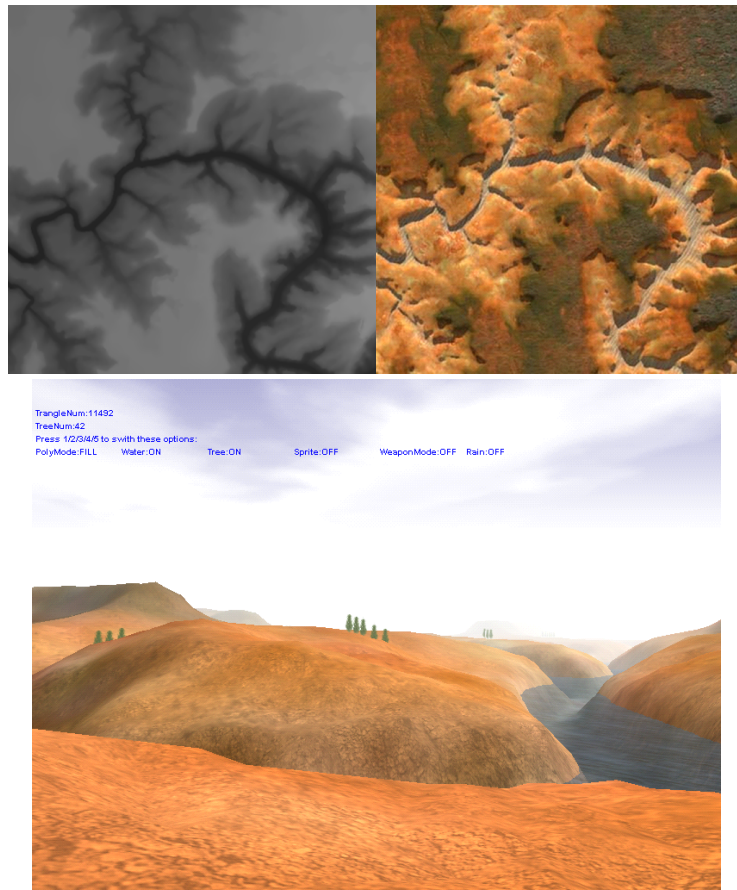 TrangleNum:11492
TreeNum:42
Press 1/2/3/4/5 to swith these options:
PolyMode:FILL Water:ON Tree:ON Sprite:OFF WeaponMode:OFF Rain:OFF